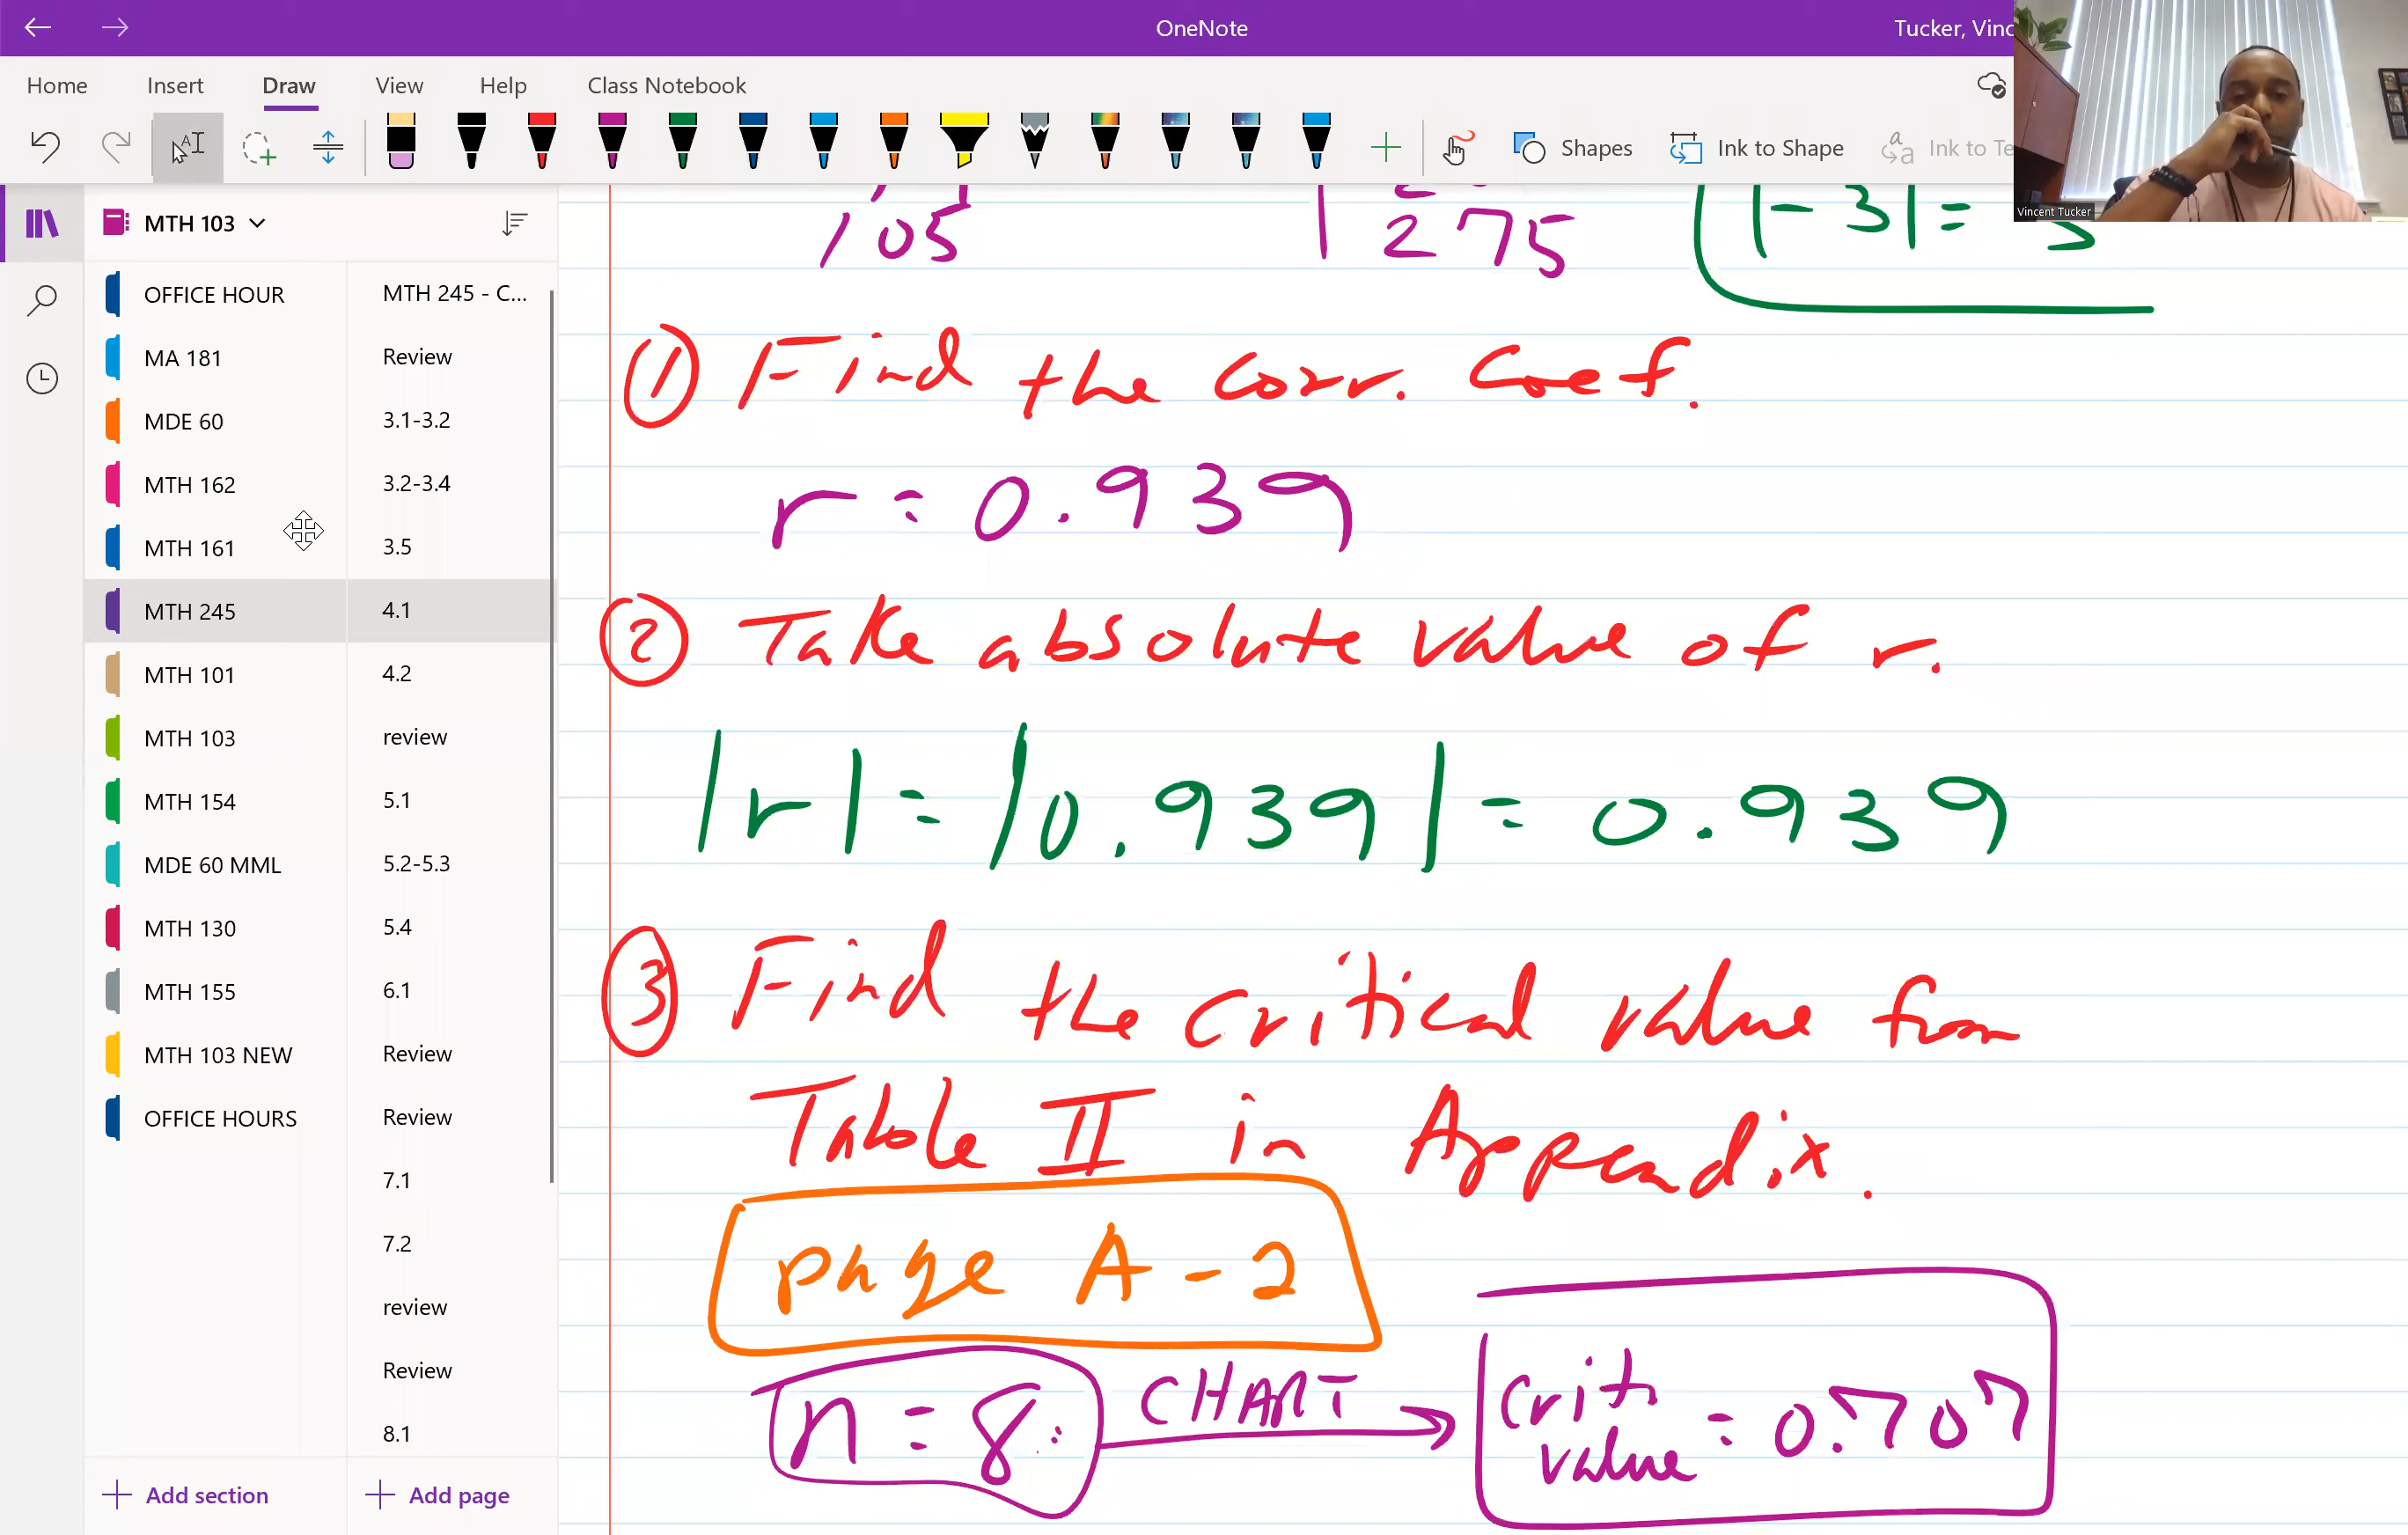 OneNote
Tucker, Vinc
Home Insert Draw View Help Class Notebook
Shapes Ink to Shape Ink to Te
Vincent Tucker
MTH 103
OFFICE HOUR
MA 181
MDE 60
MTH 162
MTH 161
MTH 245
MTH 101
MTH 103
MTH 154
MDE 60 MML
MTH 130
MTH 155
MTH 103 NEW
OFFICE HOURS
Add section
MTH 245 - C...
Review
3.1-3.2
3.2-3.4
3.5
4.1
4.2
review
5.1
5.2-5.3
5.4
6.1
Review
Review
7.1
7.2
review
Review
8.1
Add page
105 | 275 |-3| = 3
① Find the Corr. Coef.
r = 0.939
② Take absolute value of r.
|r| = |0.939| = 0.939
③ Find the critical value from
Table II in Appendix.
page A-2
n = 8: CHART → Crit value = 0.707